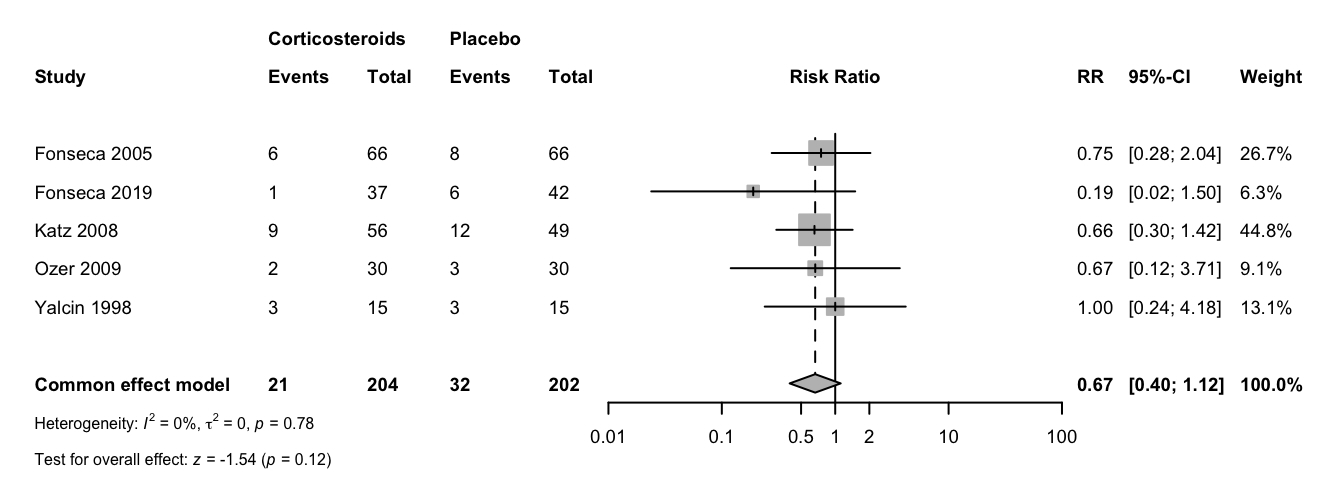 Corticosteroids Placebo
Study Events Total Events Total Risk Ratio RR 95%-CI Weight
Fonseca 2005 6 66 8 66 0.75 [0.28; 2.04] 26.7%
Fonseca 2019 1 37 6 42 0.19 [0.02; 1.50] 6.3%
Katz 2008 9 56 12 49 0.66 [0.30; 1.42] 44.8%
Ozer 2009 2 30 3 30 0.67 [0.12; 3.71] 9.1%
Yalcin 1998 3 15 3 15 1.00 [0.24; 4.18] 13.1%
Common effect model 21 204 32 202 0.67 [0.40; 1.12] 100.0%
Heterogeneity: I² = 0%, τ² = 0, p = 0.78
0.01 0.1 0.5 1 2 10 100
Test for overall effect: z = -1.54 (p = 0.12)